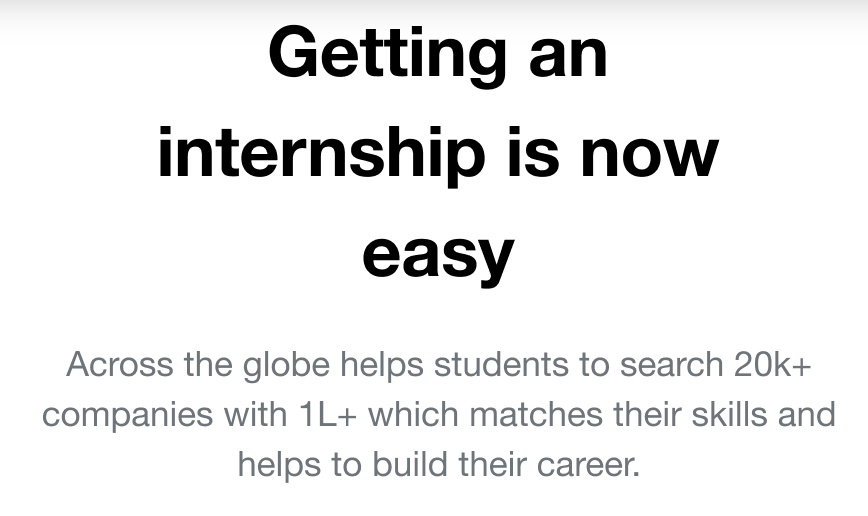 Getting an
internship is now
easy
Across the globe helps students to search 20k+
companies with 1L+ which matches their skills and
helps to build their career.